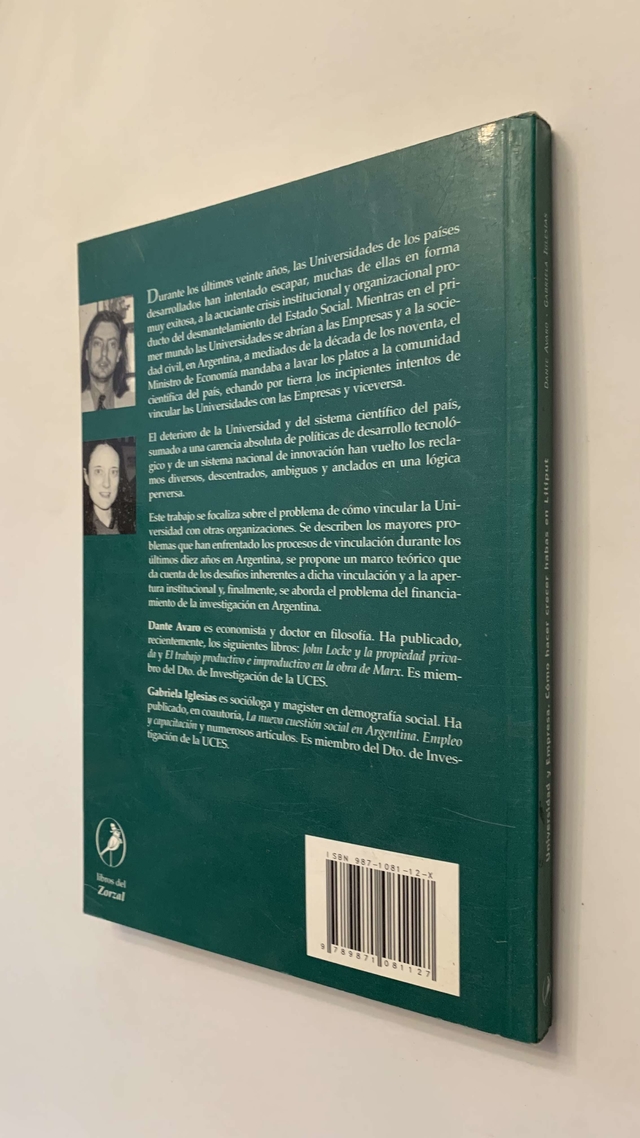 Durante los últimos veinte años, las Universidades de los países
desarrollados han intentado escapar, muchas de ellas en forma
muy exitosa, a la acuciante crisis institucional y organizacional pro-
ducto del desmantelamiento del Estado Social. Mientras en el pri-
mer mundo las Universidades se abrían a las Empresas y a la socie-
dad civil, en Argentina, a mediados de la década de los noventa, el
Ministro de Economía mandaba a lavar los platos a la comunidad
científica del país, echando por tierra los incipientes intentos de
vincular las Universidades con las Empresas y viceversa.
El deterioro de la Universidad y del sistema científico del país,
sumado a una carencia absoluta de políticas de desarrollo tecnoló-
gico y de un sistema nacional de innovación han vuelto los recla-
mos diversos, descentrados, ambiguos y anclados en una lógica
perversa.
Este trabajo se focaliza sobre el problema de cómo vincular la Uni-
versidad con otras organizaciones. Se describen los mayores pro-
blemas que han enfrentado los procesos de vinculación durante los
últimos diez años en Argentina, se propone un marco teórico que
da cuenta de los desafíos inherentes a dicha vinculación y a la aper-
tura institucional y, finalmente, se aborda el problema del financia-
miento de la investigación en Argentina.
Dante Avaro es economista y doctor en filosofía. Ha publicado,
recientemente, los siguientes libros: John Locke y la propiedad priva-
da y El trabajo productivo e improductivo en la obra de Marx. Es miem-
bro del Dto. de Investigación de la UCES.
Gabriela Iglesias es socióloga y magister en demografía social. Ha
publicado, en coautoria, La nueva cuestión social en Argentina. Empleo
y capacitación y numerosos artículos. Es miembro del Dto. de Inves-
tigación de la UCES.
libros del
Zorzal
ISBN 987-1081-12-X
9 789871 081127
Universidad y Empresa. Cómo hacer crecer habas en Liliput
Dante Avaro - Gabriela Iglesias